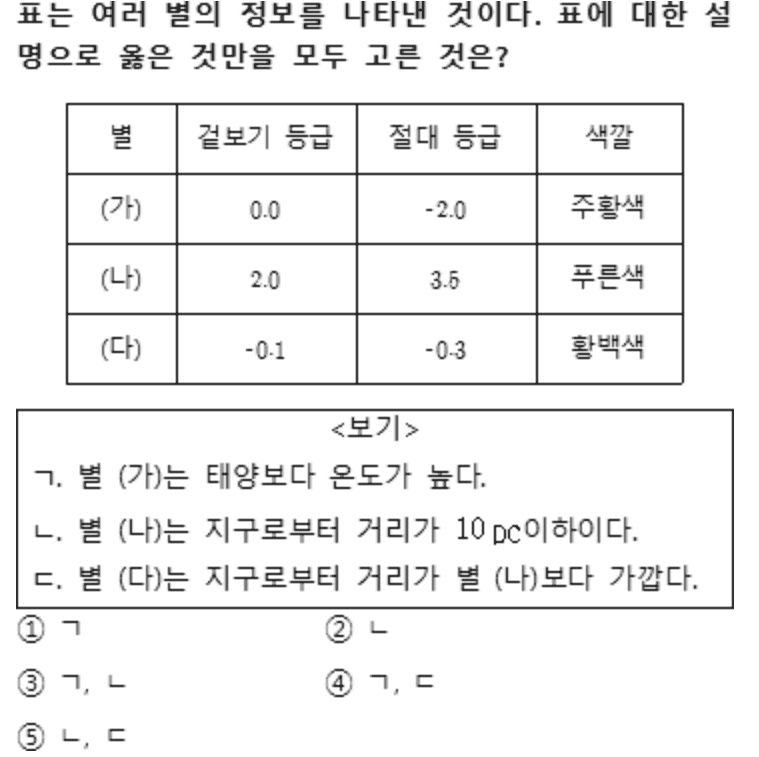 표는 여러 별의 정보를 나타낸 것이다. 표에 대한 설
명으로 옳은 것만을 모두 고른 것은?
별 겉보기 등급 절대 등급 색깔
(가) 0.0 -2.0 주황색
(나) 2.0 3.5 푸른색
(다) -0.1 -0.3 황백색
<보기>
ㄱ. 별 (가)는 태양보다 온도가 높다.
ㄴ. 별 (나)는 지구로부터 거리가 10pc이하이다.
ㄷ. 별 (다)는 지구로부터 거리가 별 (나)보다 가깝다.
① ㄱ ② ㄴ
③ ㄱ, ㄴ ④ ㄱ, ㄷ
⑤ ㄴ, ㄷ